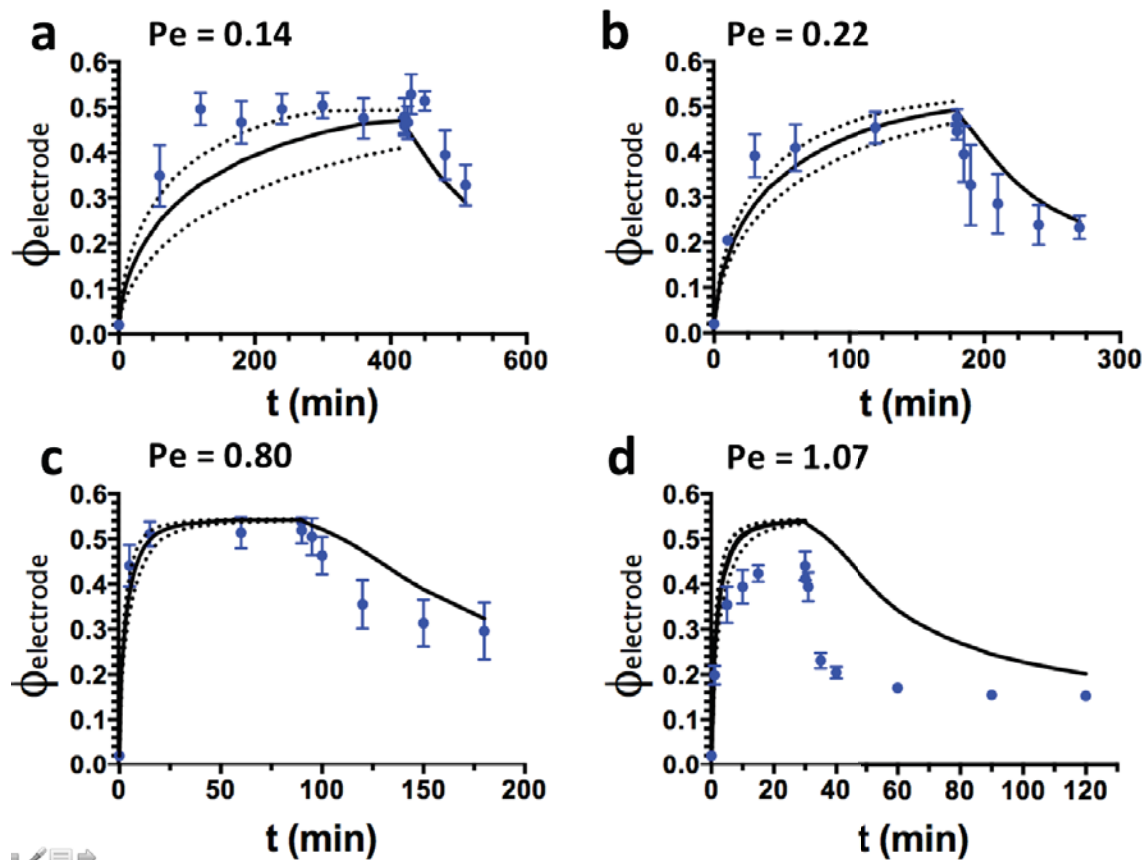 a Pe = 0.14
0.6
0.5
0.4
0.3
0.2
0.1
0.0
ϕelectrode
0 200 400 600
t (min)
b Pe = 0.22
0.6
0.5
0.4
0.3
0.2
0.1
0.0
ϕelectrode
0 100 200 300
t (min)
c Pe = 0.80
0.6
0.5
0.4
0.3
0.2
0.1
0.0
ϕelectrode
0 50 100 150 200
t (min)
d Pe = 1.07
0.6
0.5
0.4
0.3
0.2
0.1
0.0
ϕelectrode
0 20 40 60 80 100 120
t (min)